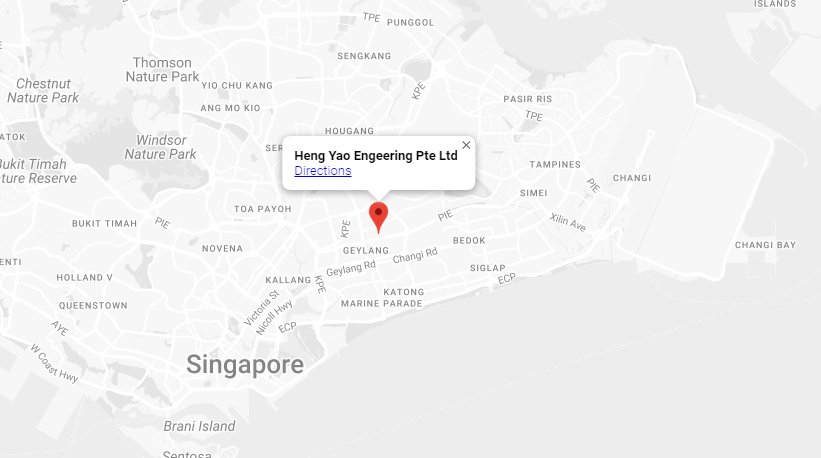 ISLANDS
TPE
PUNGGOL
SENGKANG
Thomson
Nature Park
Chestnut
Nature Park
YIO CHU KANG
KPE
PASIR RIS
ANG MO KIO
TPE
HOUGANG
ATOK
Windsor
Nature Park
SER
Bukit Timah
ture Reserve
Heng Yao Engeering Pte Ltd
Directions
TAMPINES
CHANGI
SIMEI
PIE
TOA PAYOH
PIE
Xilin Ave
BUKIT TIMAH
PIE
KPE
NOVENA
GEYLANG
BEDOK
CHANGI BAY
Geylang Rd
Changi Rd
ENTI
HOLLAND V
KALLANG
KPE
SIGLAP
ECP
KATONG
MARINE PARADE
QUEENSTOWN
Victoria St
Nicoll Hwy
ECP
AYE
W Coast Hwy
Singapore
Brani Island
Sentosa